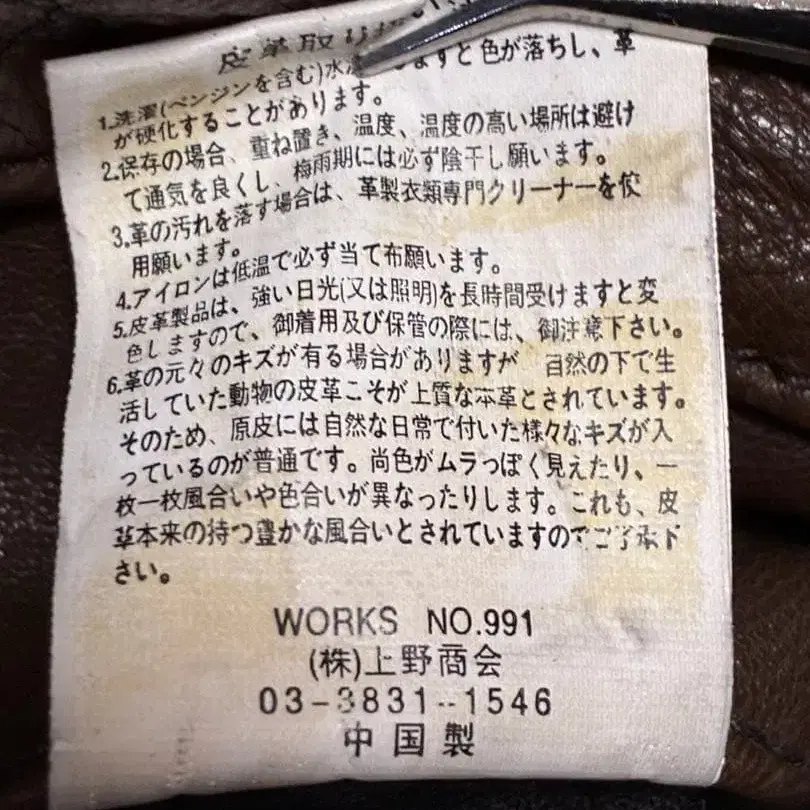 皮革取り扱
1.洗濯(ベンジンを含む)水濯 しますと色が落ちし、革
が硬化することがあります。
2.保存の場合、重ね置き、温度、温度の高い場所は避け
て通気を良くし、梅雨期には必ず陰干し願います。
3.革の汚れを落す場合は、革製衣類専門クリーナーを使
用願います。
4.アイロンは低温で必ず当て布願います。
5.皮革製品は、強い日光(又は照明)を長時間受けますと変
色しますので、御着用及び保管の際には、御注意下さい。
6.革の元々のキズが有る場合がありますが 自然の下で生
活していた動物の皮革こそが上質な本革とされています。
そのため、原皮には自然な日常で付いた様々なキズが入
っているのが普通です。尚色がムラっぽく見えたり、一
枚一枚風合いや色合いが異なったりします。これも、皮
革本来の持つ豊かな風合いとされていますのでご了承下
さい。
WORKS NO.991
(株)上野商会
03-3831-1546
中国製